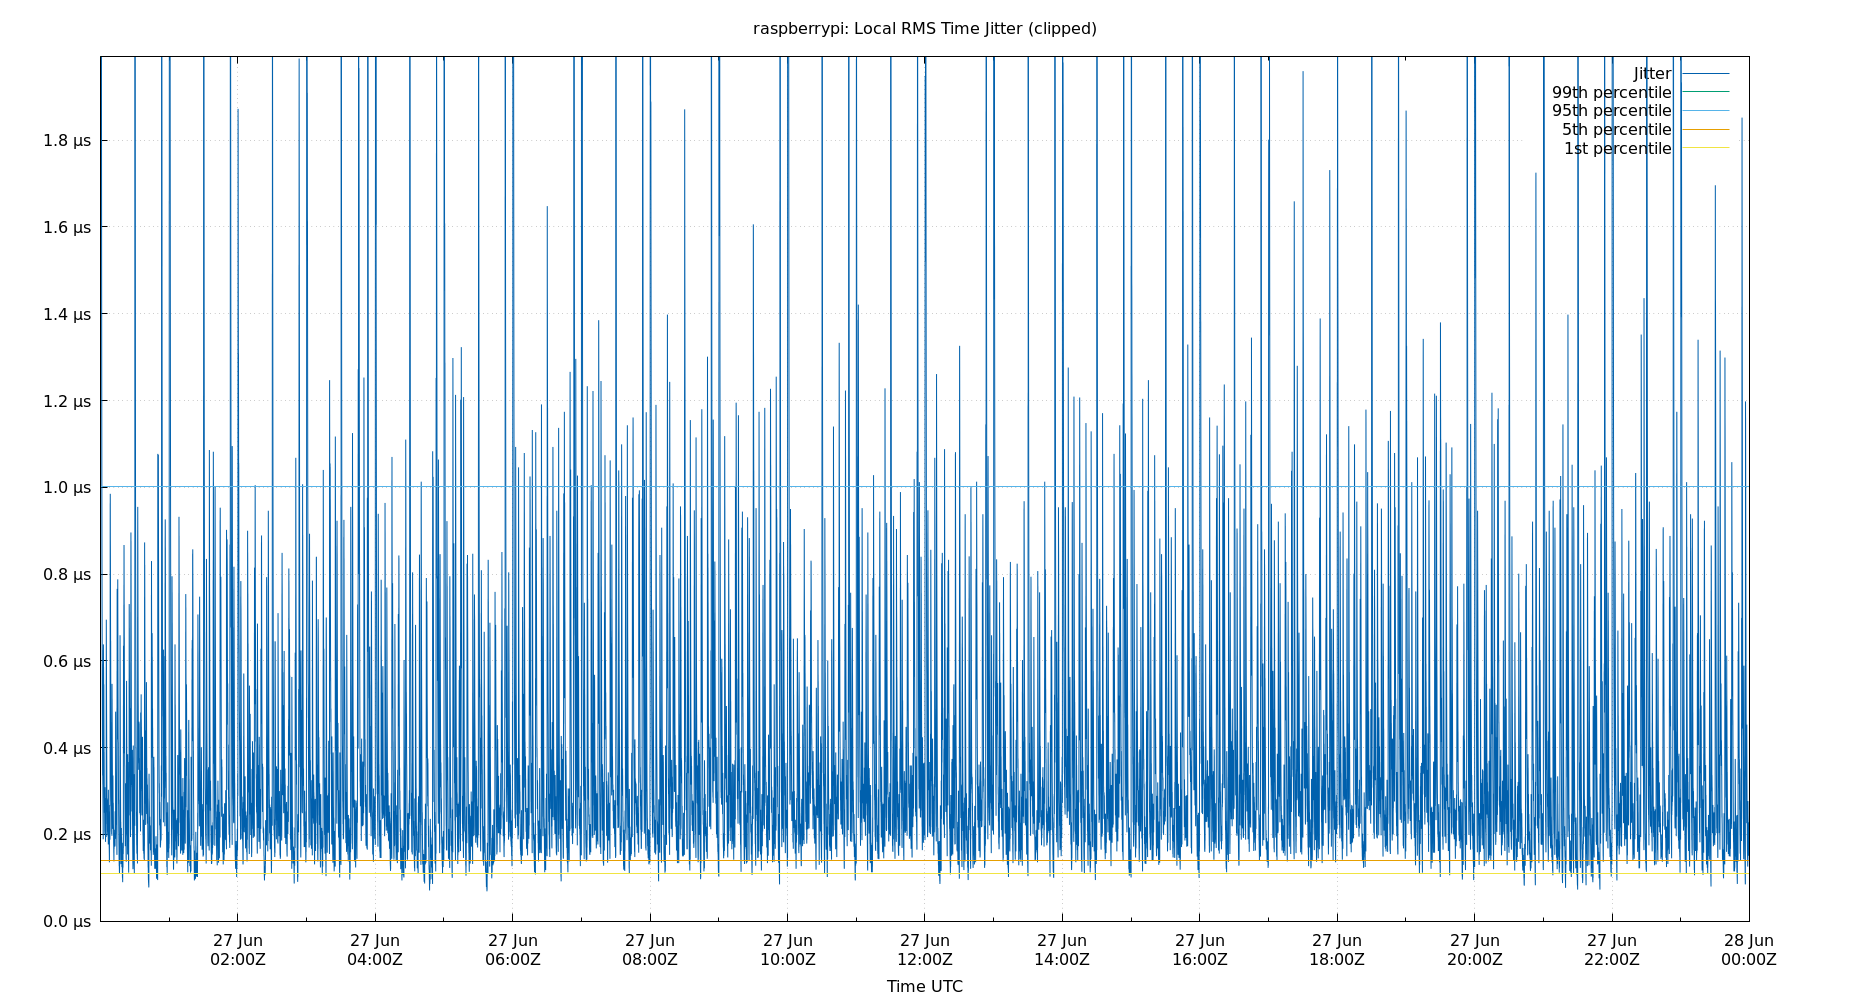 raspberrypi: Local RMS Time Jitter (clipped)
Jitter
99th percentile
95th percentile
5th percentile
1st percentile
1.8 µs
1.6 µs
1.4 µs
1.2 µs
1.0 µs
0.8 µs
0.6 µs
0.4 µs
0.2 µs
0.0 µs
27 Jun 27 Jun 27 Jun 27 Jun 27 Jun 27 Jun 27 Jun 27 Jun 27 Jun 27 Jun 27 Jun 28 Jun
02:00Z 04:00Z 06:00Z 08:00Z 10:00Z 12:00Z 14:00Z 16:00Z 18:00Z 20:00Z 22:00Z 00:00Z
Time UTC